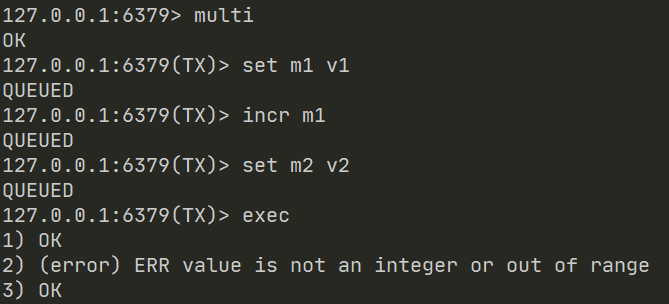 127.0.0.1:6379> multi
OK
127.0.0.1:6379(TX)> set m1 v1
QUEUED
127.0.0.1:6379(TX)> incr m1
QUEUED
127.0.0.1:6379(TX)> set m2 v2
QUEUED
127.0.0.1:6379(TX)> exec
1) OK
2) (error) ERR value is not an integer or out of range
3) OK